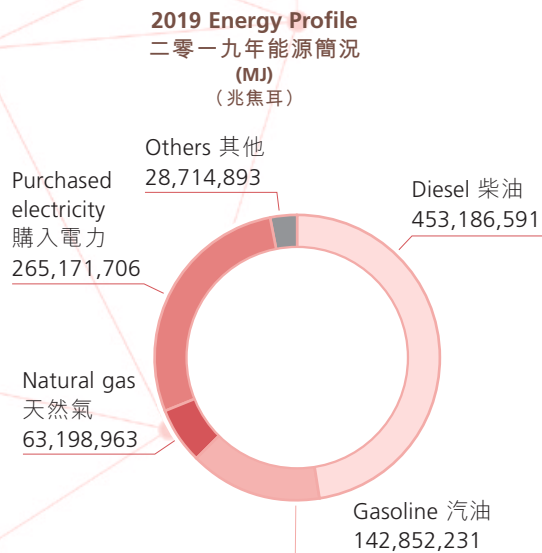 2019 Energy Profile
二零一九年能源簡況
(MJ)
（兆焦耳）
Others 其他
28,714,893
Purchased
electricity
購入電力
265,171,706
Diesel 柴油
453,186,591
Natural gas
天然氣
63,198,963
Gasoline 汽油
142,852,231